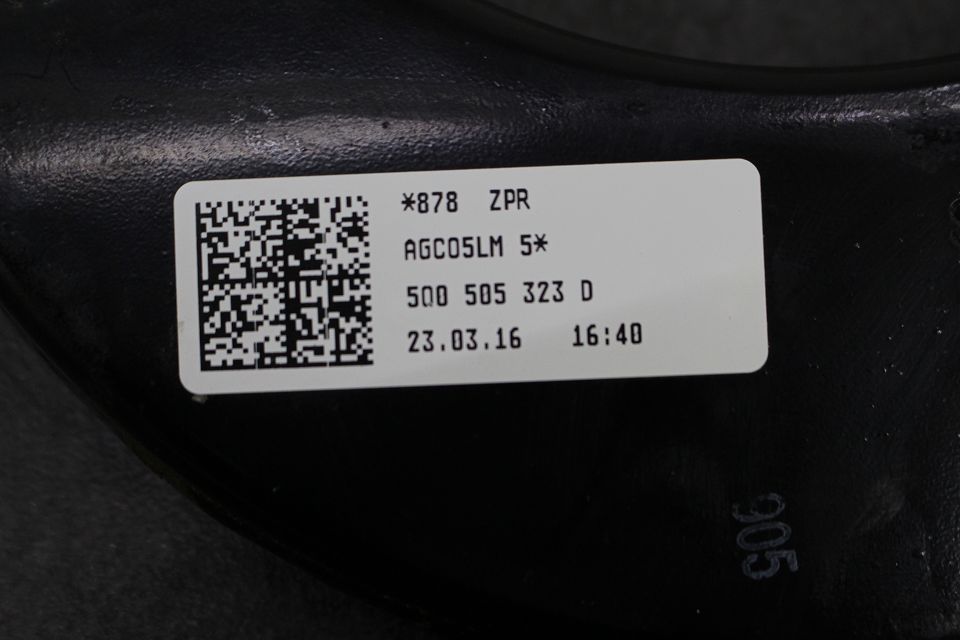 *878 ZPR
AGC05LM 5*
5Q0 505 323 D
23.03.16 16:40
905